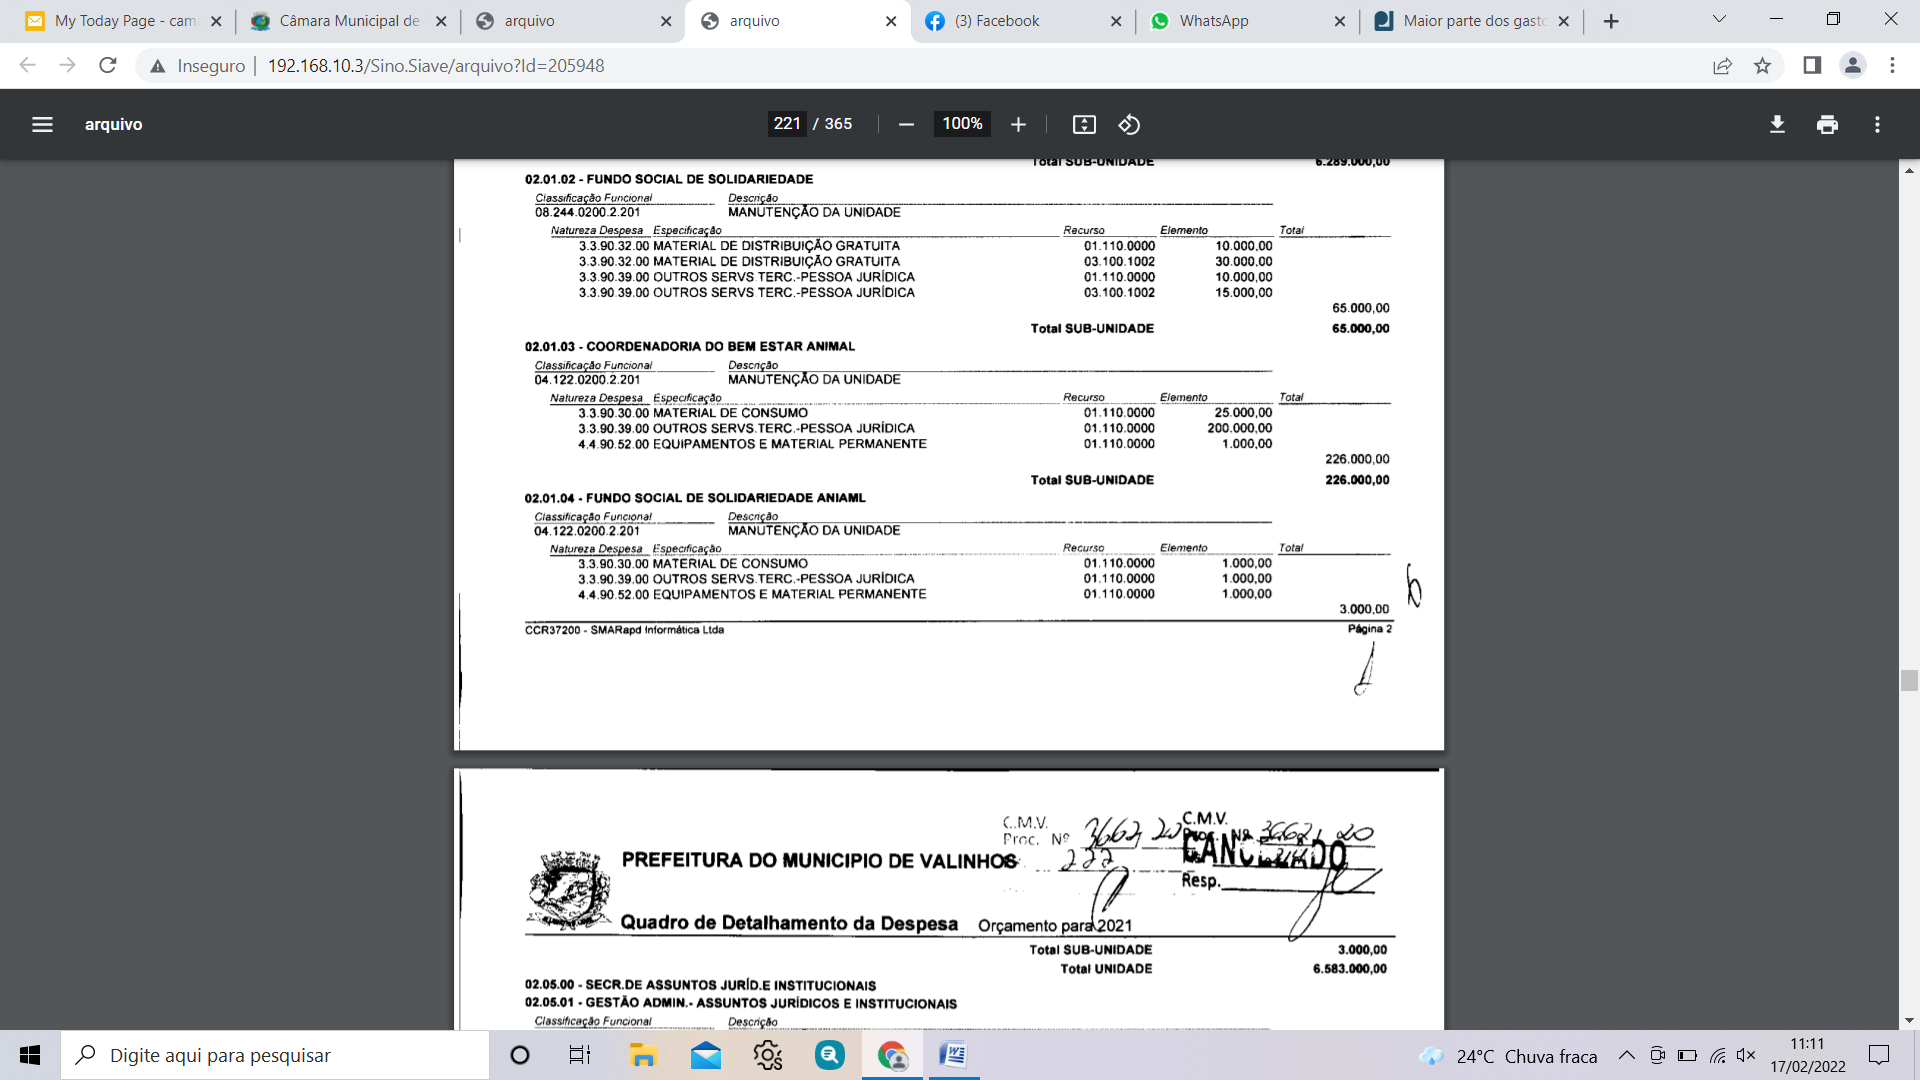 My Today Page - cam
Câmara Municipal de
arquivo
arquivo
(3) Facebook
WhatsApp
Maior parte dos gasto
Inseguro
192.168.10.3/Sino.Siave/arquivo?Id=205948
arquivo
221 / 365
100%
Total SUB-UNIDADE 6.289.000,00
02.01.02 - FUNDO SOCIAL DE SOLIDARIEDADE
Classificação Funcional Descrição
08.244.0200.2.201 MANUTENÇÃO DA UNIDADE
Natureza Despesa Especificação Recurso Elemento Total
3.3.90.32.00 MATERIAL DE DISTRIBUIÇÃO GRATUITA 01.110.0000 10.000,00
3.3.90.32.00 MATERIAL DE DISTRIBUIÇÃO GRATUITA 03.100.1002 30.000,00
3.3.90.39.00 OUTROS SERVS.TERC.-PESSOA JURÍDICA 01.110.0000 10.000,00
3.3.90.39.00 OUTROS SERVS.TERC.-PESSOA JURÍDICA 03.100.1002 15.000,00
65.000,00
Total SUB-UNIDADE 65.000,00
02.01.03 - COORDENADORIA DO BEM ESTAR ANIMAL
Classificação Funcional Descrição
04.122.0200.2.201 MANUTENÇÃO DA UNIDADE
Natureza Despesa Especificação Recurso Elemento Total
3.3.90.30.00 MATERIAL DE CONSUMO 01.110.0000 25.000,00
3.3.90.39.00 OUTROS SERVS.TERC.-PESSOA JURÍDICA 01.110.0000 200.000,00
4.4.90.52.00 EQUIPAMENTOS E MATERIAL PERMANENTE 01.110.0000 1.000,00
226.000,00
Total SUB-UNIDADE 226.000,00
02.01.04 - FUNDO SOCIAL DE SOLIDARIEDADE ANIAML
Classificação Funcional Descrição
04.122.0200.2.201 MANUTENÇÃO DA UNIDADE
Natureza Despesa Especificação Recurso Elemento Total
3.3.90.30.00 MATERIAL DE CONSUMO 01.110.0000 1.000,00
3.3.90.39.00 OUTROS SERVS.TERC.-PESSOA JURÍDICA 01.110.0000 1.000,00
4.4.90.52.00 EQUIPAMENTOS E MATERIAL PERMANENTE 01.110.0000 1.000,00
3.000,00
CCR37200 - SMARapd Informática Ltda Página 2
C.M.V. C.M.V.
Proc. Nº 3662, 20 Proc. Nº 3662, 20
222 CANCELADO
PREFEITURA DO MUNICIPIO DE VALINHOS
Resp.
Quadro de Detalhamento da Despesa Orçamento para 2021
Total SUB-UNIDADE 3.000,00
Total UNIDADE 6.583.000,00
02.05.00 - SECR.DE ASSUNTOS JURÍD.E INSTITUCIONAIS
02.05.01 - GESTÃO ADMIN.- ASSUNTOS JURÍDICOS E INSTITUCIONAIS
Classificação Funcional Descrição
Digite aqui para pesquisar
24°C Chuva fraca
11:11
17/02/2022